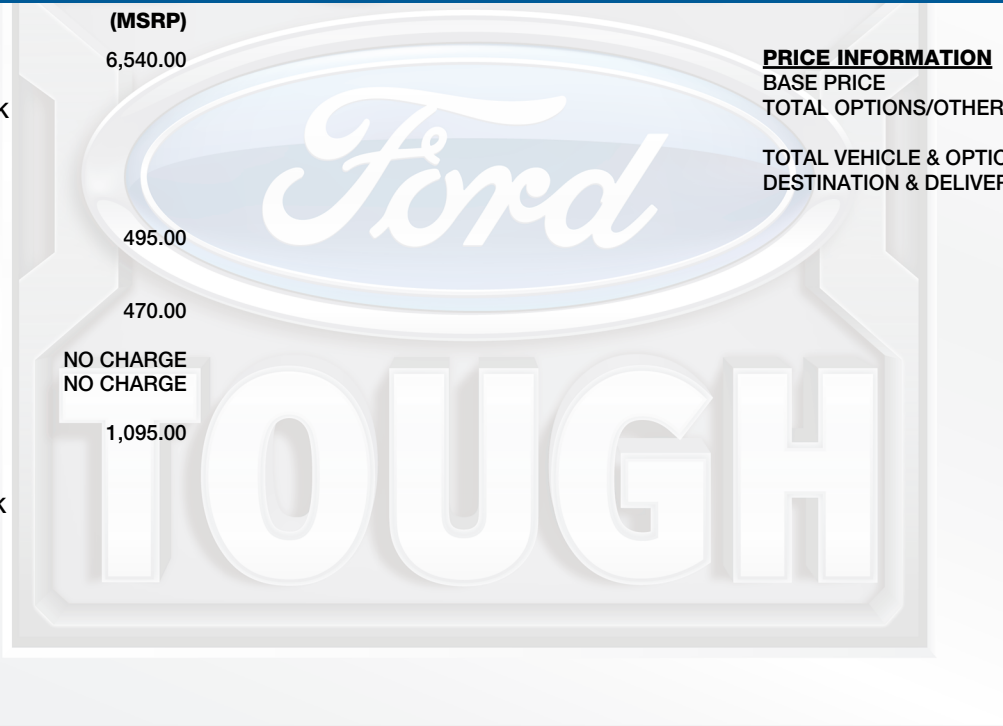 (MSRP)
6,540.00
K
495.00
470.00
NO CHARGE
NO CHARGE
1,095.00
K
PRICE INFORMATION
BASE PRICE
TOTAL OPTIONS/OTHER
TOTAL VEHICLE & OPTIO
DESTINATION & DELIVER
Ford
TOUGH